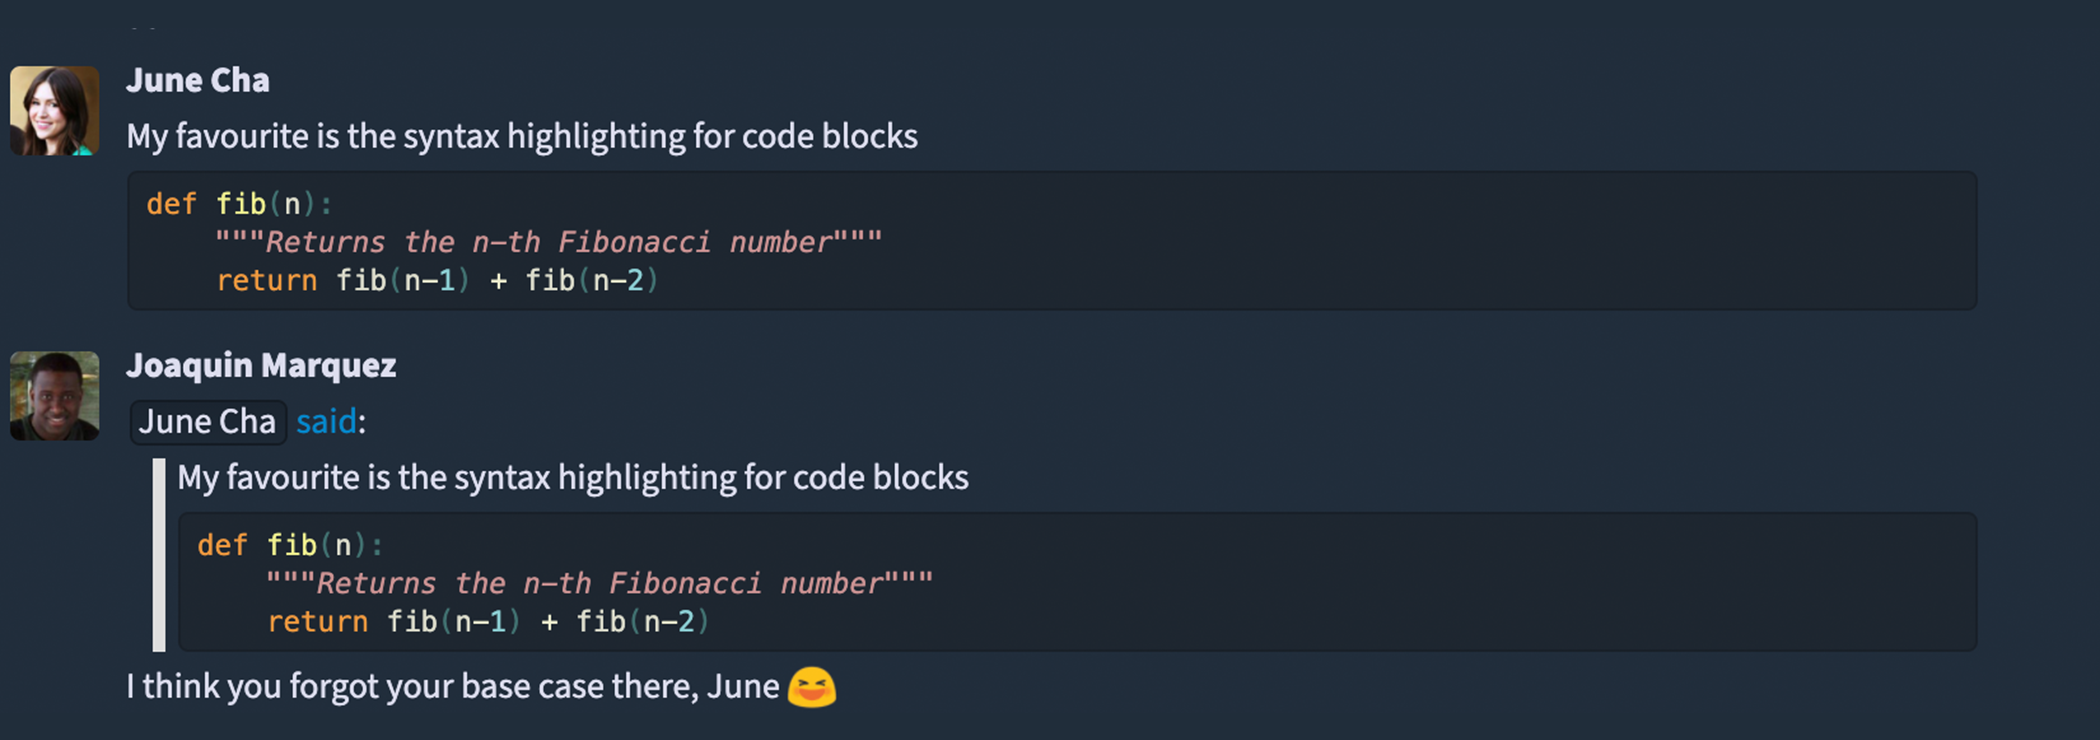 June Cha
My favourite is the syntax highlighting for code blocks
def fib(n):
    """Returns the n-th Fibonacci number"""
    return fib(n-1) + fib(n-2)
Joaquin Marquez
June Cha said:
My favourite is the syntax highlighting for code blocks
def fib(n):
    """Returns the n-th Fibonacci number"""
    return fib(n-1) + fib(n-2)
I think you forgot your base case there, June 😆